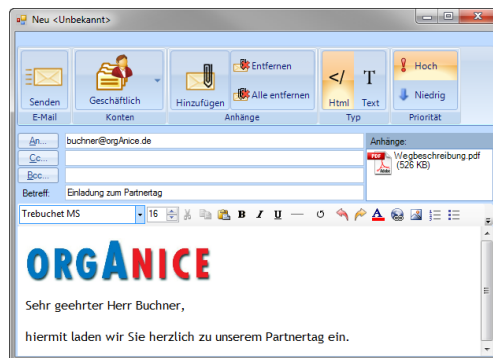 Neu <Unbekannt>
Senden
E-Mail
Geschäftlich
Konten
Hinzufügen
Entfernen
Alle entfernen
Anhänge
</
Html
T
Text
Typ
Hoch
Niedrig
Priorität
An...
buchner@orgAnice.de
Cc...
Bcc...
Betreff:
Einladung zum Partnertag
Anhänge:
PDF
Adobe
Wegbeschreibung.pdf
(526 KB)
Trebuchet MS
16
B I U
A
ORGANICE
Sehr geehrter Herr Buchner,
hiermit laden wir Sie herzlich zu unserem Partnertag ein.